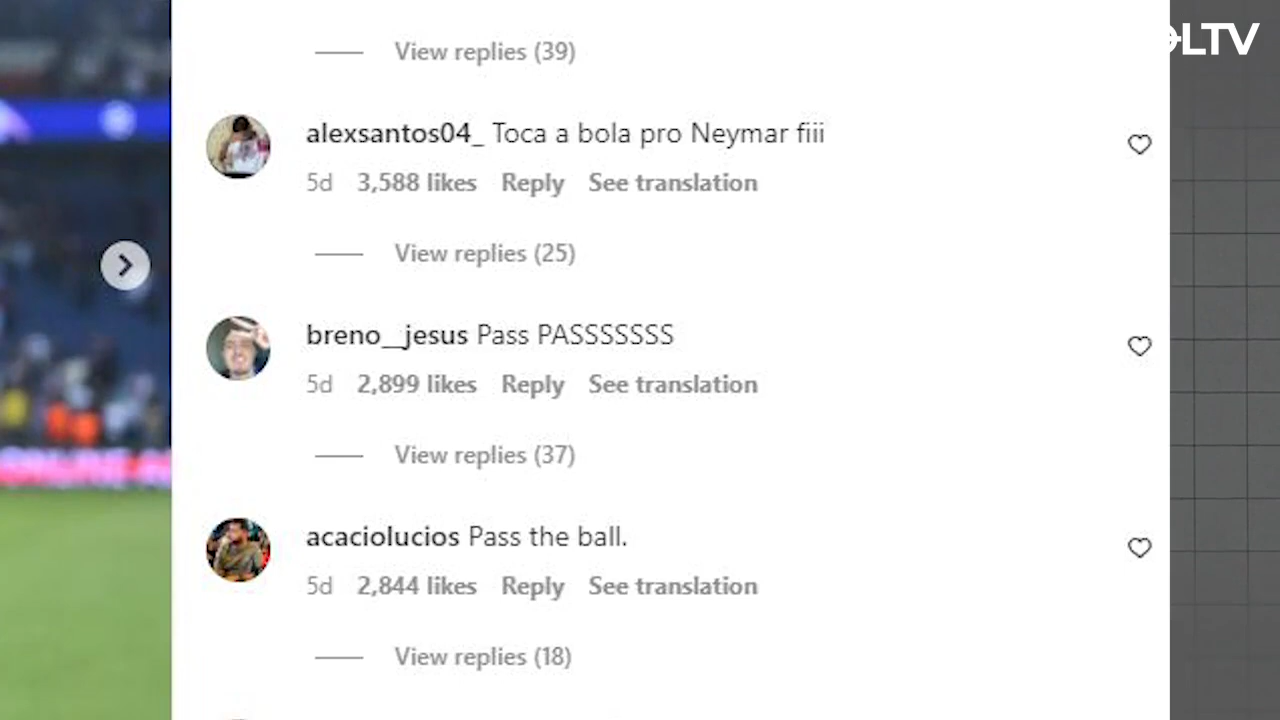 LTV
View replies (39)
alexsantos04_ Toca a bola pro Neymar fiii
5d 3,588 likes Reply See translation
View replies (25)
breno__jesus Pass PASSSSSSS
5d 2,899 likes Reply See translation
View replies (37)
acaciolucios Pass the ball.
5d 2,844 likes Reply See translation
View replies (18)